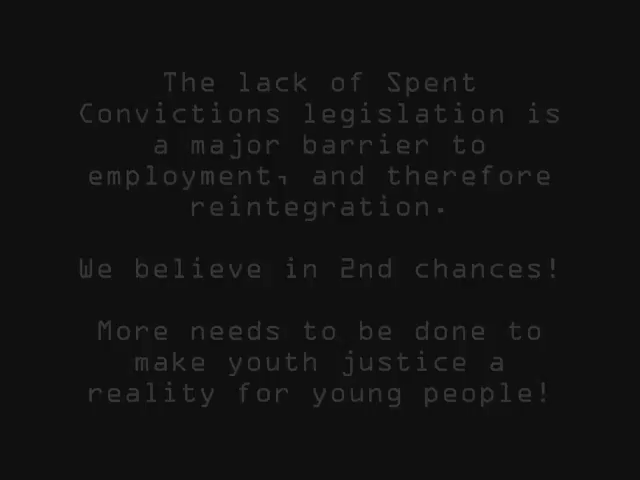 The lack of Spent
Convictions legislation is
a major barrier to
employment, and therefore
reintegration.
We believe in 2nd chances!
More needs to be done to
make youth justice a
reality for young people!